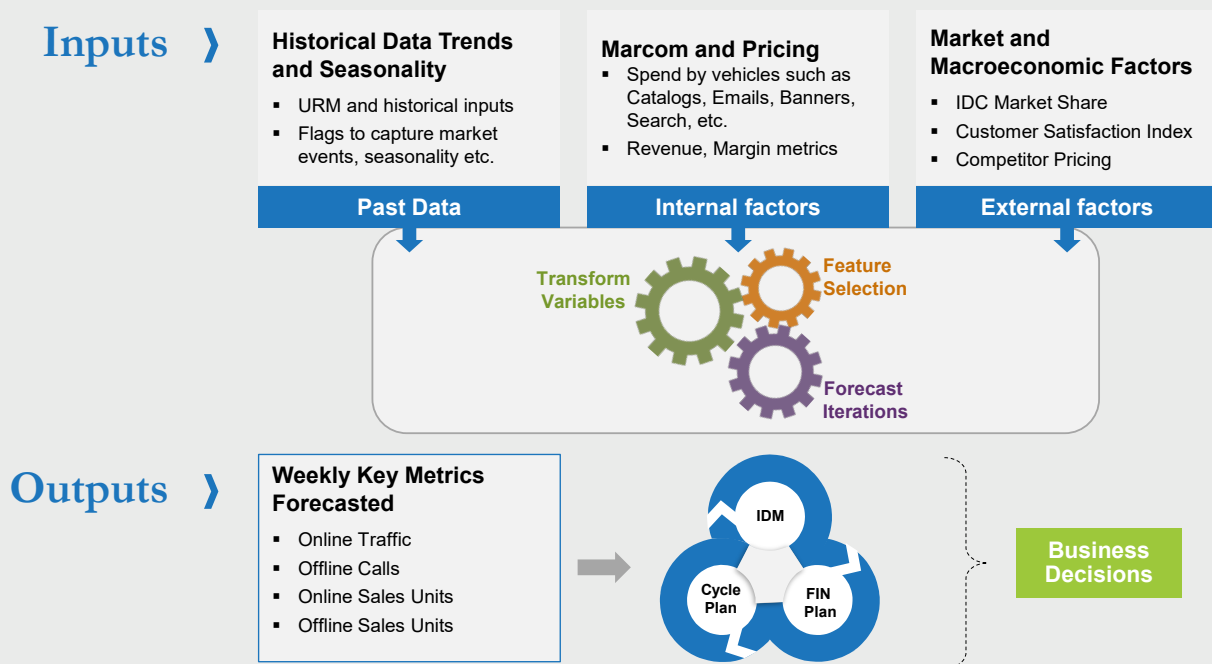 Inputs
Historical Data Trends
and Seasonality
▪ URM and historical inputs
▪ Flags to capture market
events, seasonality etc.
Past Data
Marcom and Pricing
▪ Spend by vehicles such as
Catalogs, Emails, Banners,
Search, etc.
▪ Revenue, Margin metrics
Internal factors
Market and
Macroeconomic Factors
▪ IDC Market Share
▪ Customer Satisfaction Index
▪ Competitor Pricing
External factors
Transform
Variables
Feature
Selection
Forecast
Iterations
Outputs
Weekly Key Metrics
Forecasted
▪ Online Traffic
▪ Offline Calls
▪ Online Sales Units
▪ Offline Sales Units
IDM
Cycle
Plan
FIN
Plan
Business
Decisions